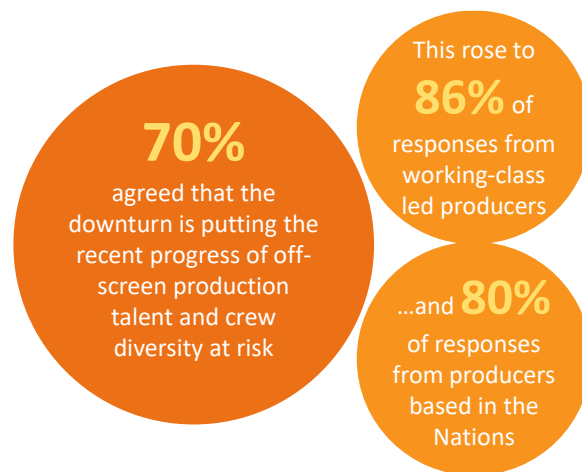 70%
agreed that the
downturn is putting the
recent progress of off-
screen production
talent and crew
diversity at risk
This rose to
86% of
responses from
working-class
led producers
...and 80%
of responses
from producers
based in the
Nations